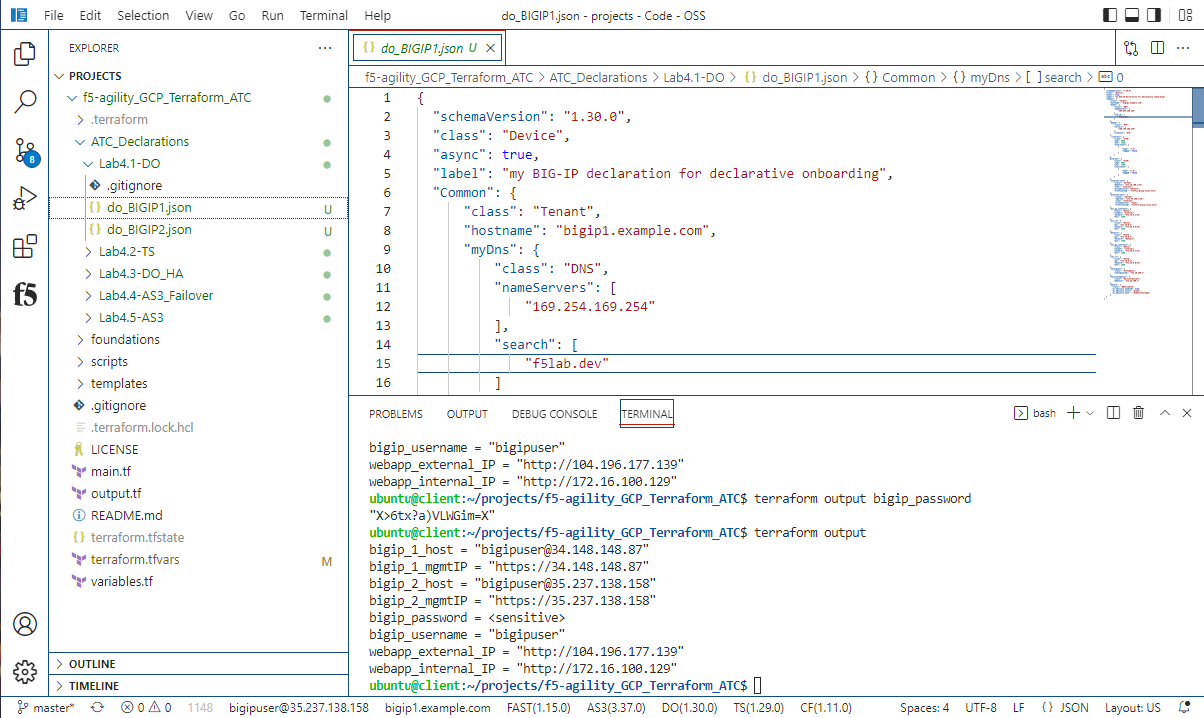 File Edit Selection View Go Run Terminal Help do_BIGIP1.json - projects - Code - OSS
EXPLORER
PROJECTS
f5-agility_GCP_Terraform_ATC
.terraform
ATC_Declarations
Lab4.1-DO
.gitignore
do_BIGIP1.json U
do_BIGIP2.json U
Lab4.2-TS
Lab4.3-DO_HA
Lab4.4-AS3_Failover
Lab4.5-AS3
foundations
scripts
templates
.gitignore
.terraform.lock.hcl
LICENSE
main.tf
output.tf
README.md
terraform.tfstate
terraform.tfvars M
variables.tf
OUTLINE
TIMELINE
8
f5
{} do_BIGIP1.json U
f5-agility_GCP_Terraform_ATC > ATC_Declarations > Lab4.1-DO > {} do_BIGIP1.json > {} Common > {} myDns > [ ] search > abc 0
1 {
2 "schemaVersion": "1.30.0",
3 "class": "Device",
4 "async": true,
5 "label": "my BIG-IP declaration for declarative onboarding",
6 "Common": {
7 "class": "Tenant",
8 "hostname": "bigip1.example.com",
9 "myDns": {
10 "class": "DNS",
11 "nameServers": [
12 "169.254.169.254"
13 ],
14 "search": [
15 "f5lab.dev"
16 ]
PROBLEMS OUTPUT DEBUG CONSOLE TERMINAL bash
bigip_username = "bigipuser"
webapp_external_IP = "http://104.196.177.139"
webapp_internal_IP = "http://172.16.100.129"
ubuntu@client:~/projects/f5-agility_GCP_Terraform_ATC$ terraform output bigip_password
"X>6tx?a)VLWGim=X"
ubuntu@client:~/projects/f5-agility_GCP_Terraform_ATC$ terraform output
bigip_1_host = "bigipuser@34.148.148.87"
bigip_1_mgmtIP = "https://34.148.148.87"
bigip_2_host = "bigipuser@35.237.138.158"
bigip_2_mgmtIP = "https://35.237.138.158"
bigip_password = <sensitive>
bigip_username = "bigipuser"
webapp_external_IP = "http://104.196.177.139"
webapp_internal_IP = "http://172.16.100.129"
ubuntu@client:~/projects/f5-agility_GCP_Terraform_ATC$
master* 0 0 1148 bigipuser@35.237.138.158 bigip1.example.com FAST(1.15.0) AS3(3.37.0) DO(1.30.0) TS(1.29.0) CF(1.11.0) Spaces: 4 UTF-8 LF {} JSON Layout: US